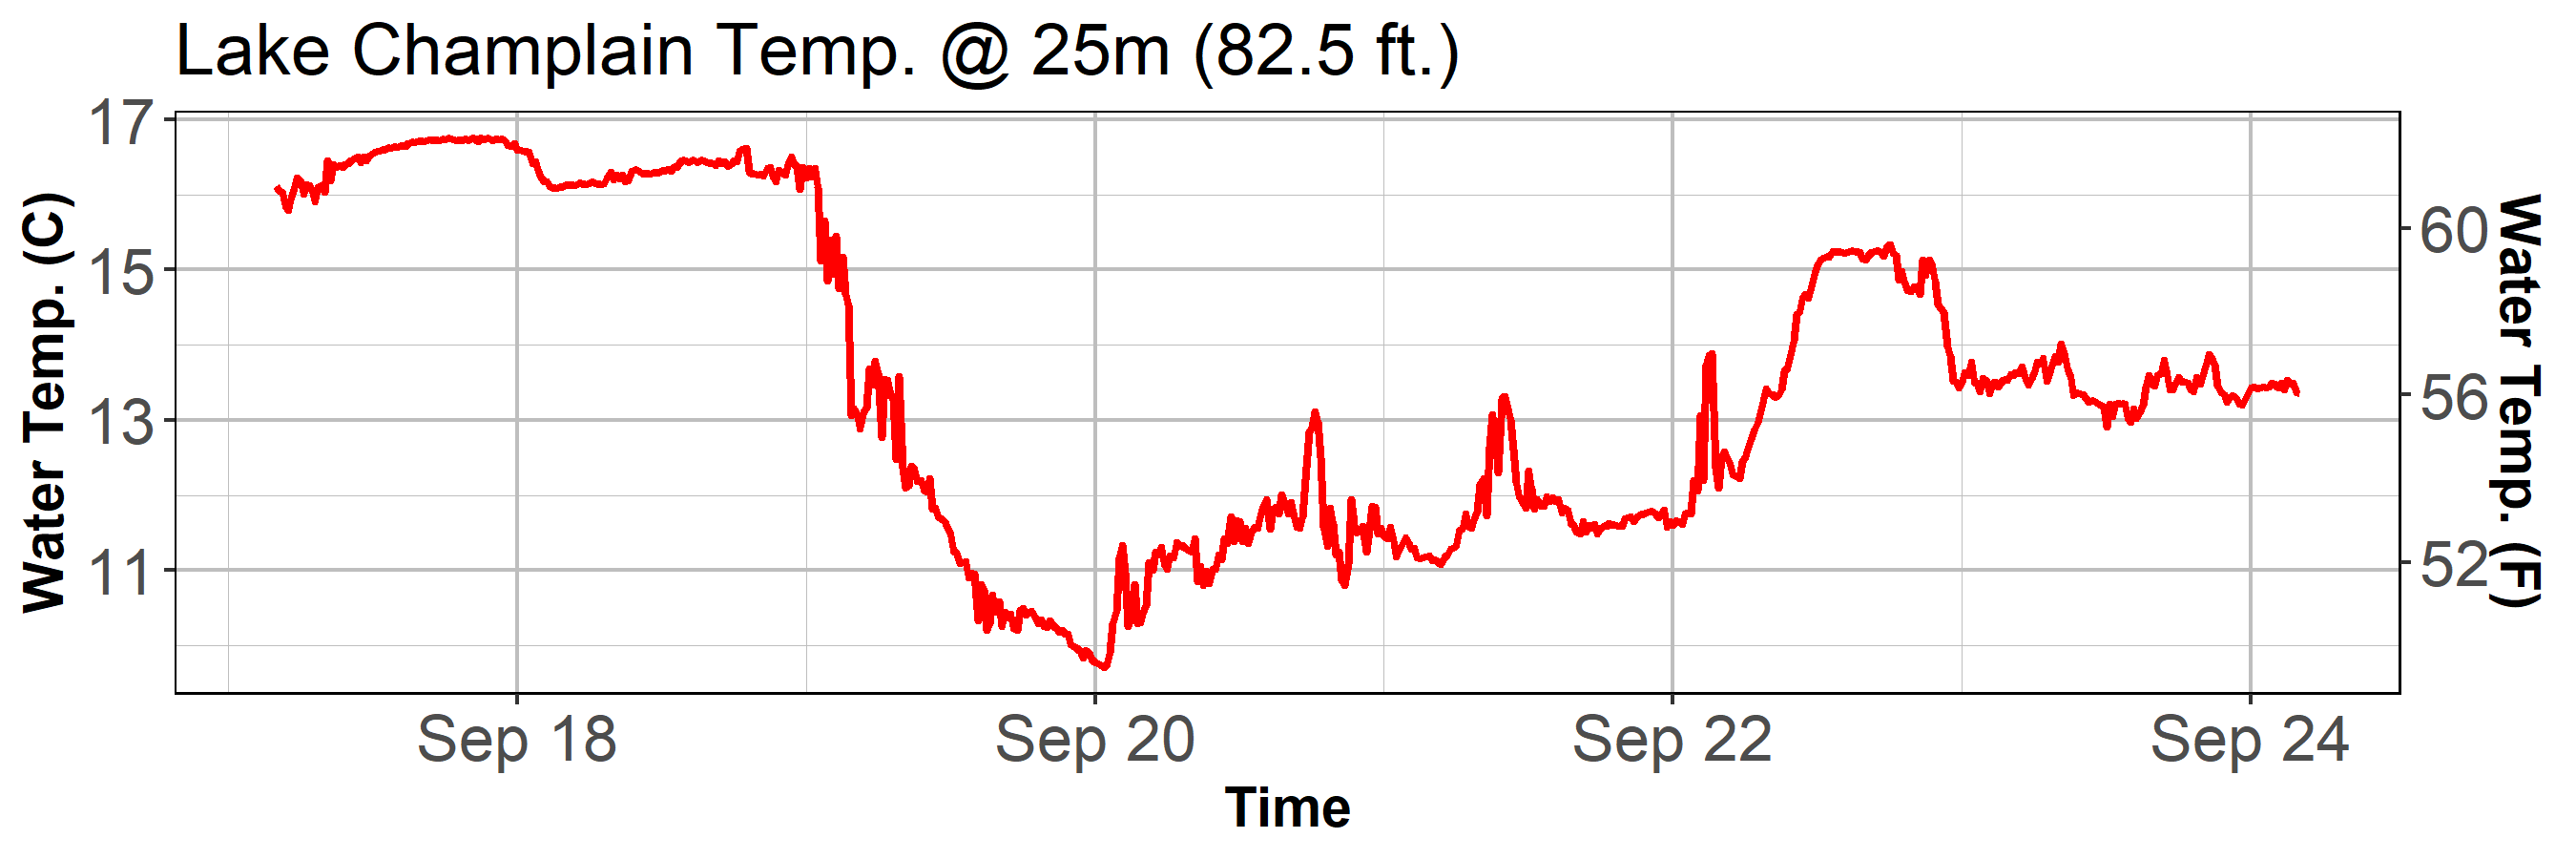 Lake Champlain Temp. @ 25m (82.5 ft.)
Water Temp. (C)
17
15
13
11
60
56
52
Water Temp. (F)
Sep 18 Sep 20 Sep 22 Sep 24
Time